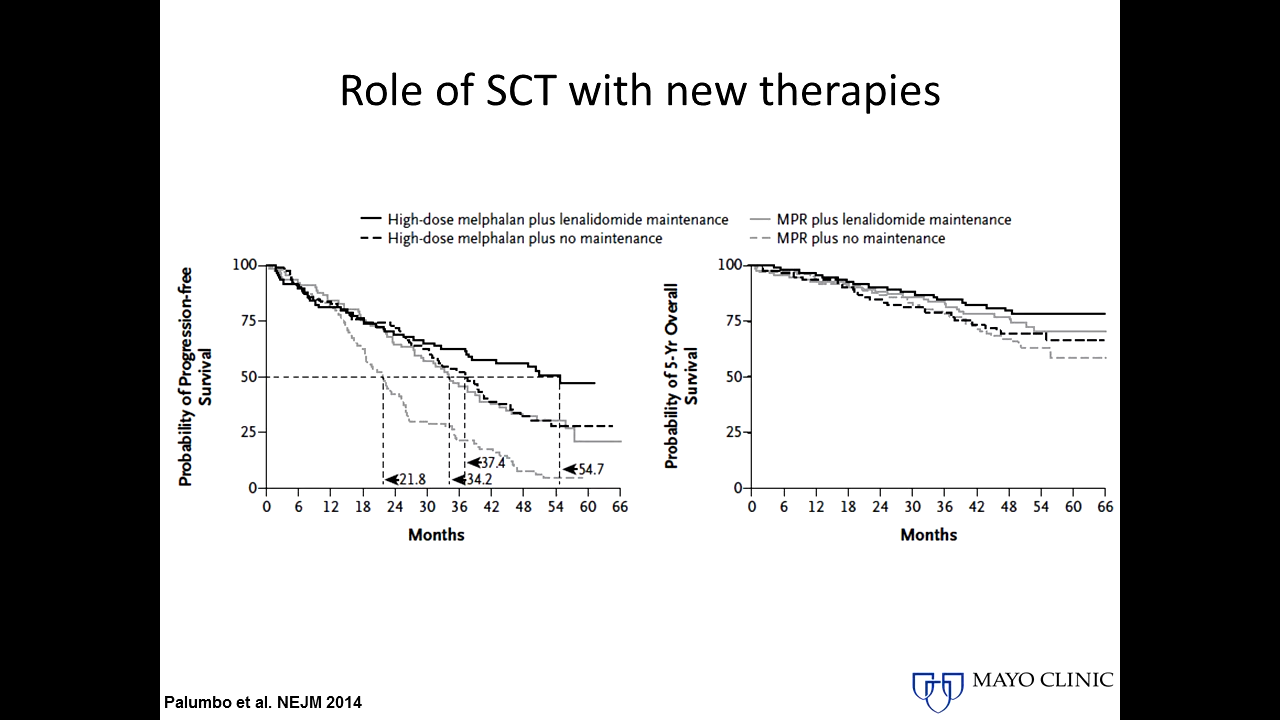 Role of SCT with new therapies
High-dose melphalan plus lenalidomide maintenance
High-dose melphalan plus no maintenance
MPR plus lenalidomide maintenance
MPR plus no maintenance
Probability of Progression-free
Survival
100
75
50
25
0
21.8
34.2
37.4
54.7
0 6 12 18 24 30 36 42 48 54 60 66
Months
Probability of 5-Yr Overall
Survival
100
75
50
25
0
0 6 12 18 24 30 36 42 48 54 60 66
Months
Palumbo et al. NEJM 2014
MAYO CLINIC